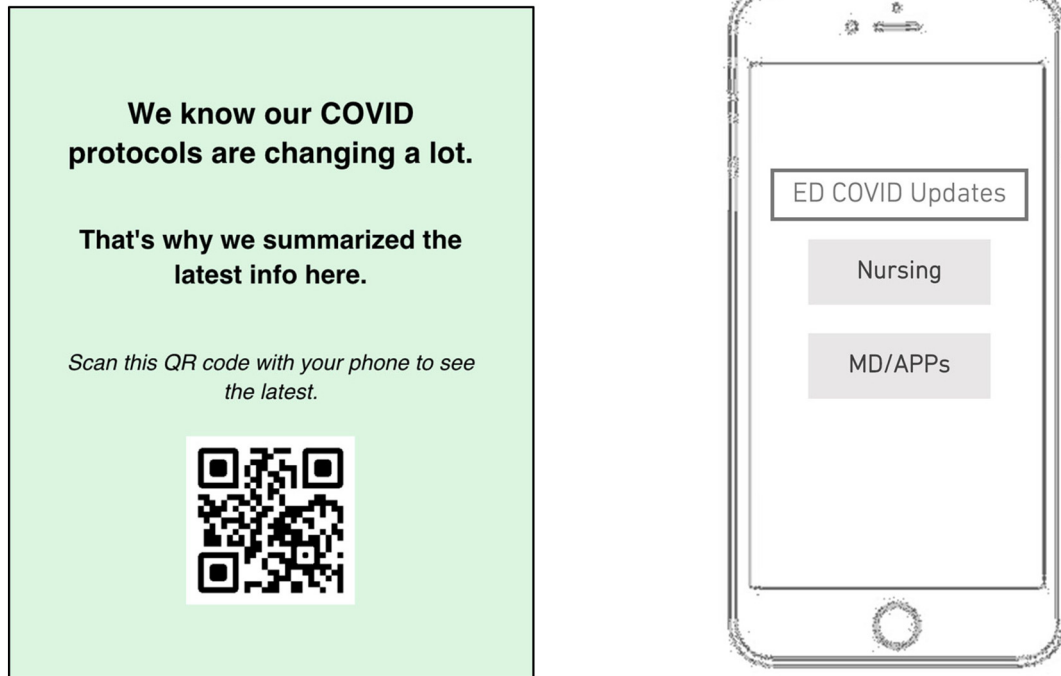 We know our COVID
protocols are changing a lot.
That's why we summarized the
latest info here.
Scan this QR code with your phone to see
the latest.
ED COVID Updates
Nursing
MD/APPs